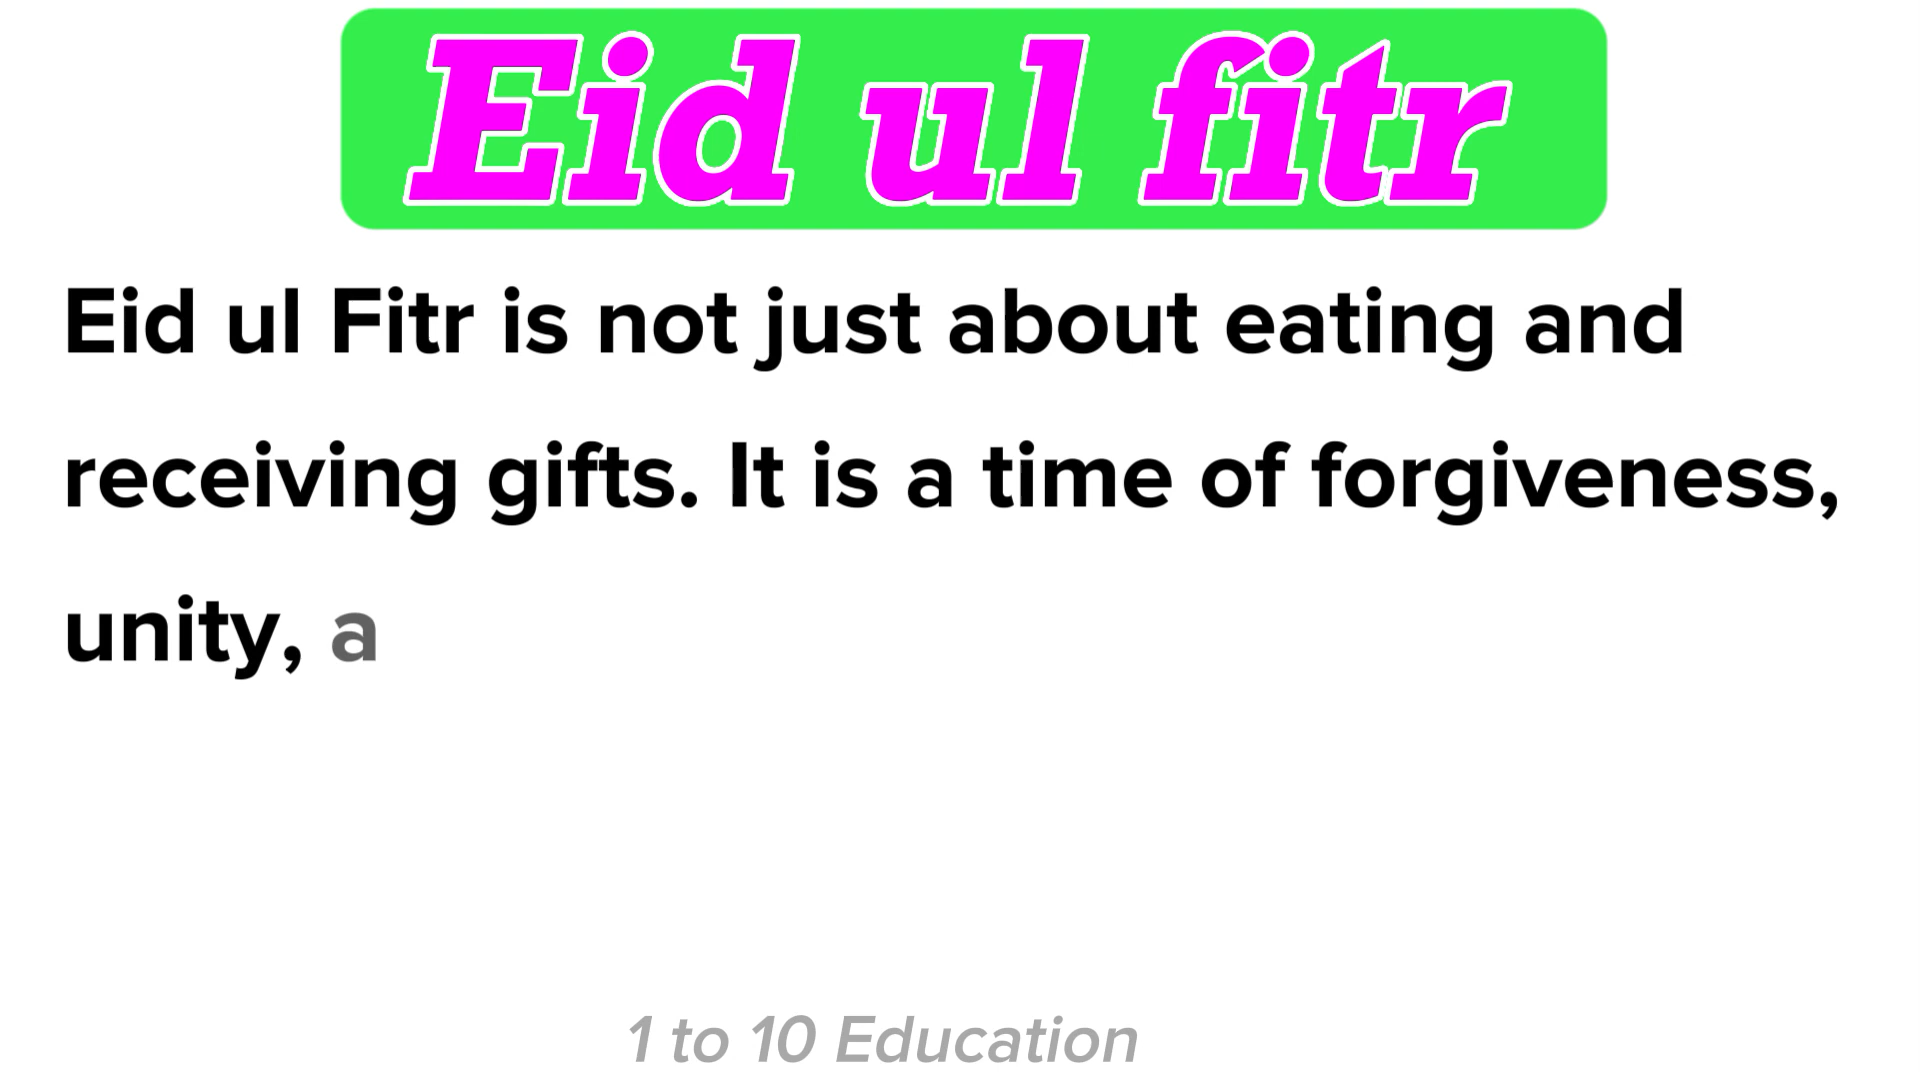 Eid ul fitr
Eid ul Fitr is not just about eating and
receiving gifts. It is a time of forgiveness,
unity, a
1 to 10 Education